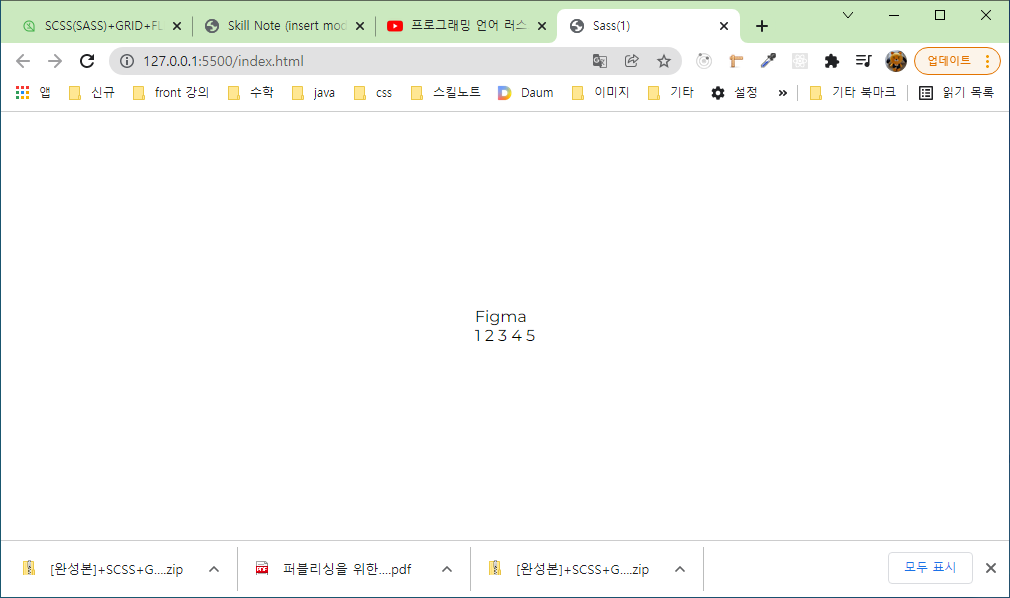 SCSS(SASS)+GRID+FL
Skill Note (insert mod
프로그래밍 언어 러스
Sass(1)
127.0.0.1:5500/index.html
업데이트
앱
신규
front 강의
수학
java
css
스킬노트
Daum
이미지
기타
설정
»
기타 북마크
읽기 목록
Figma
1 2 3 4 5
[완성본]+SCSS+G....zip
퍼블리싱을 위한....pdf
[완성본]+SCSS+G....zip
모두 표시